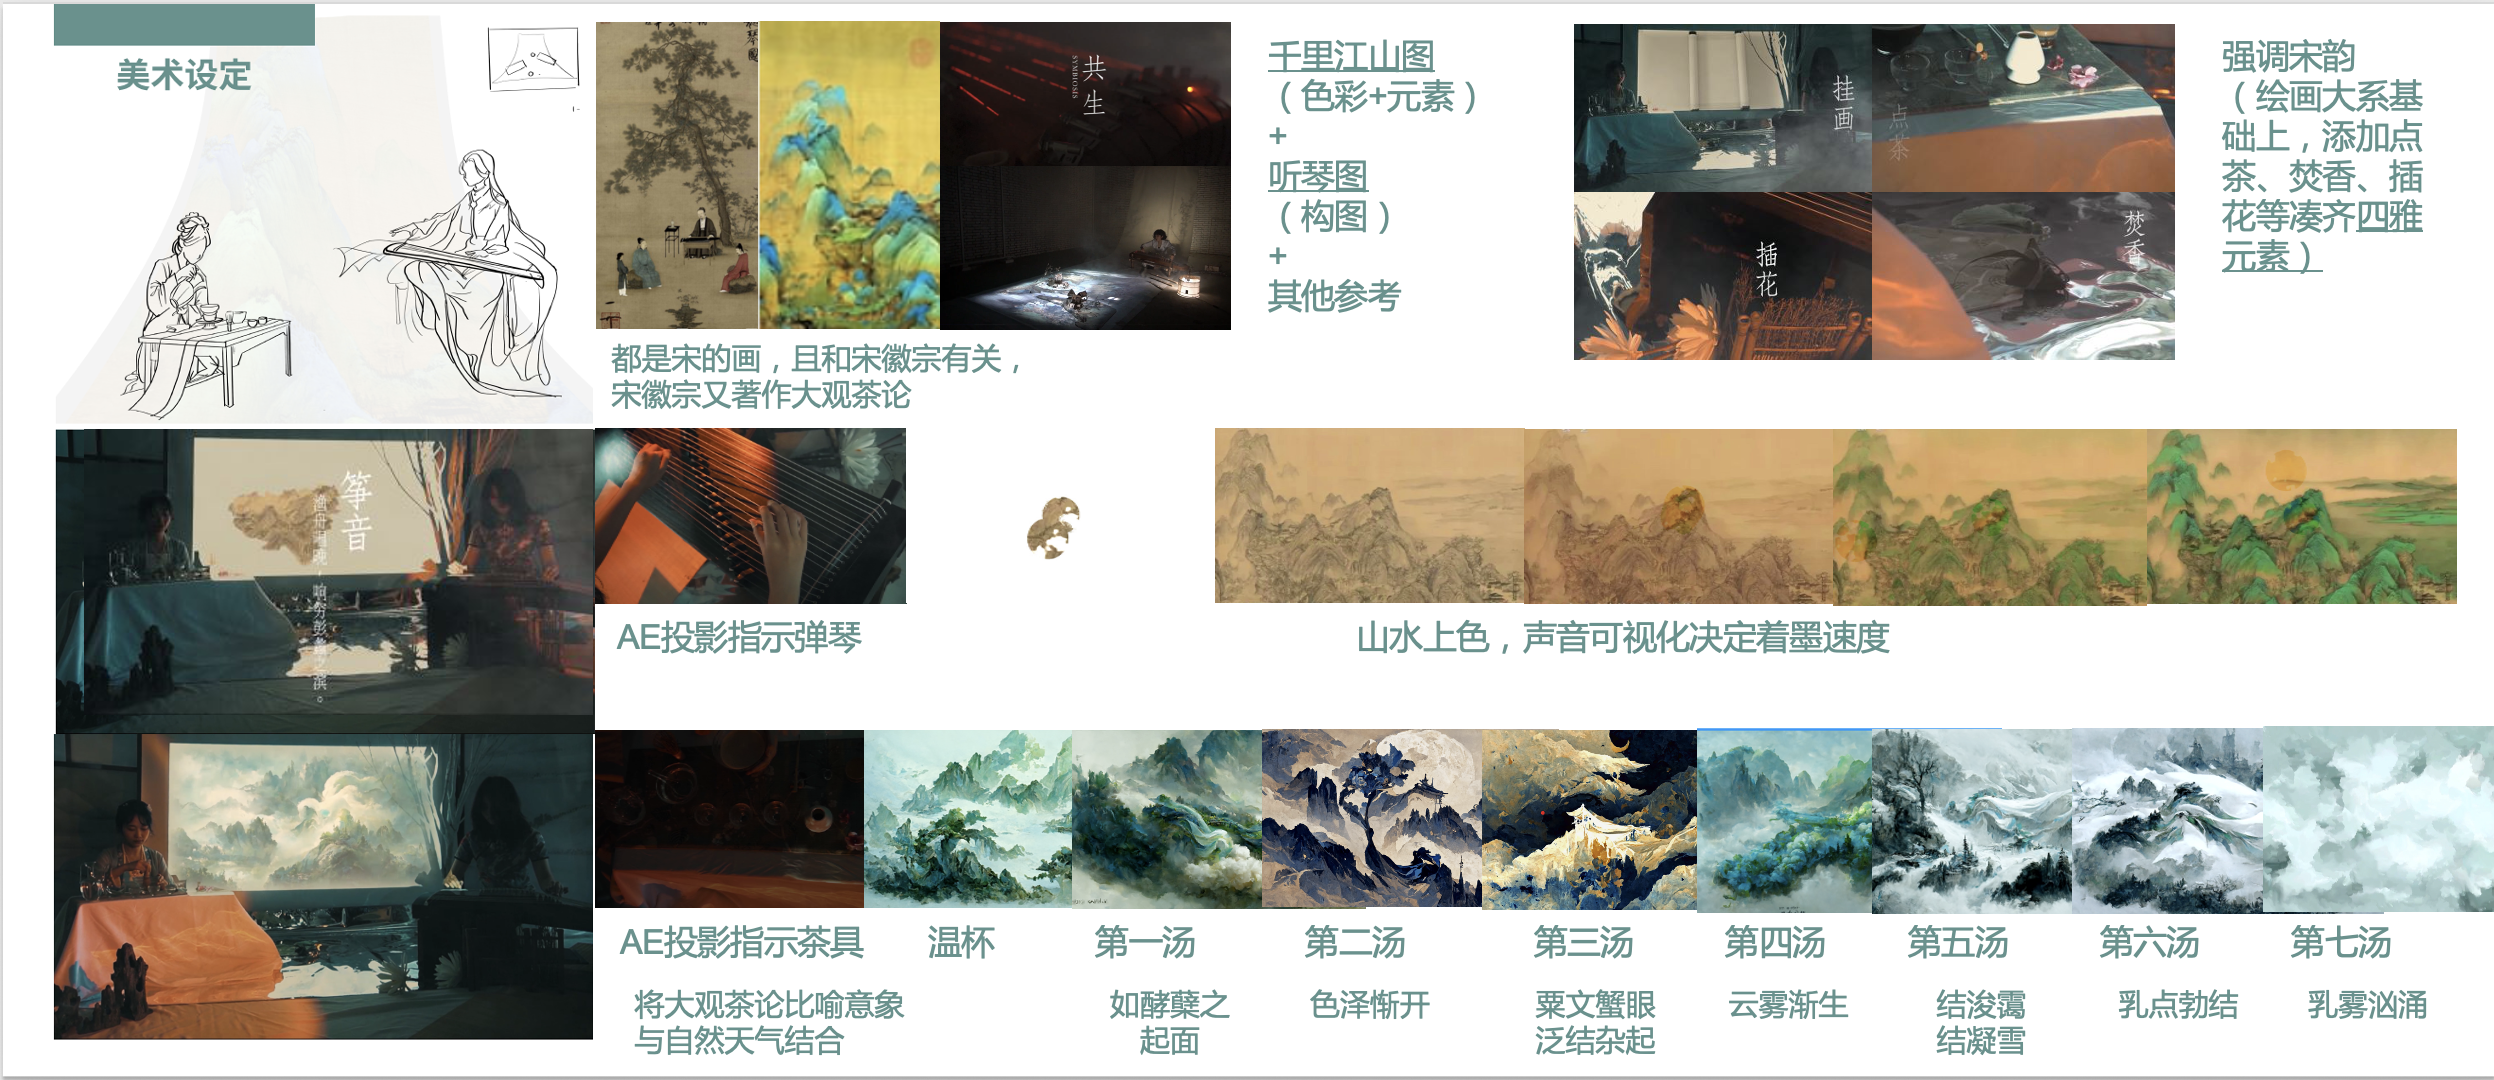 美术设定
共生
SYMBIOSIS
千里江山图
（色彩+元素）
+
听琴图
（构图）
+
其他参考
挂画
点茶
插花
焚香
强调宋韵
（绘画大系基
础上，添加点
茶、焚香、插
花等凑齐四雅
元素）
都是宋的画，且和宋徽宗有关，
宋徽宗又著作大观茶论
筝音
AE投影指示弹琴
山水上色，声音可视化决定着墨速度
AE投影指示茶具
温杯
第一汤
第二汤
第三汤
第四汤
第五汤
第六汤
第七汤
将大观茶论比喻意象
与自然天气结合
如酵蘖之
起面
色泽惭开
粟文蟹眼
泛结杂起
云雾渐生
结浚霭
结凝雪
乳点勃结
乳雾汹涌